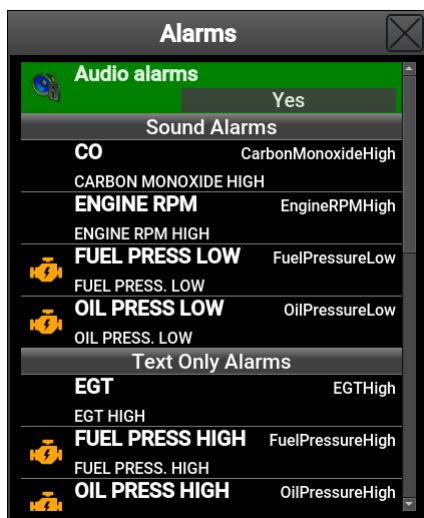 Alarms
Audio alarms
Yes
Sound Alarms
CO CarbonMonoxideHigh
CARBON MONOXIDE HIGH
ENGINE RPM EngineRPMHigh
ENGINE RPM HIGH
FUEL PRESS LOW FuelPressureLow
FUEL PRESS. LOW
OIL PRESS LOW OilPressureLow
OIL PRESS. LOW
Text Only Alarms
EGT EGTHigh
EGT HIGH
FUEL PRESS HIGH FuelPressureHigh
FUEL PRESS. HIGH
OIL PRESS HIGH OilPressureHigh